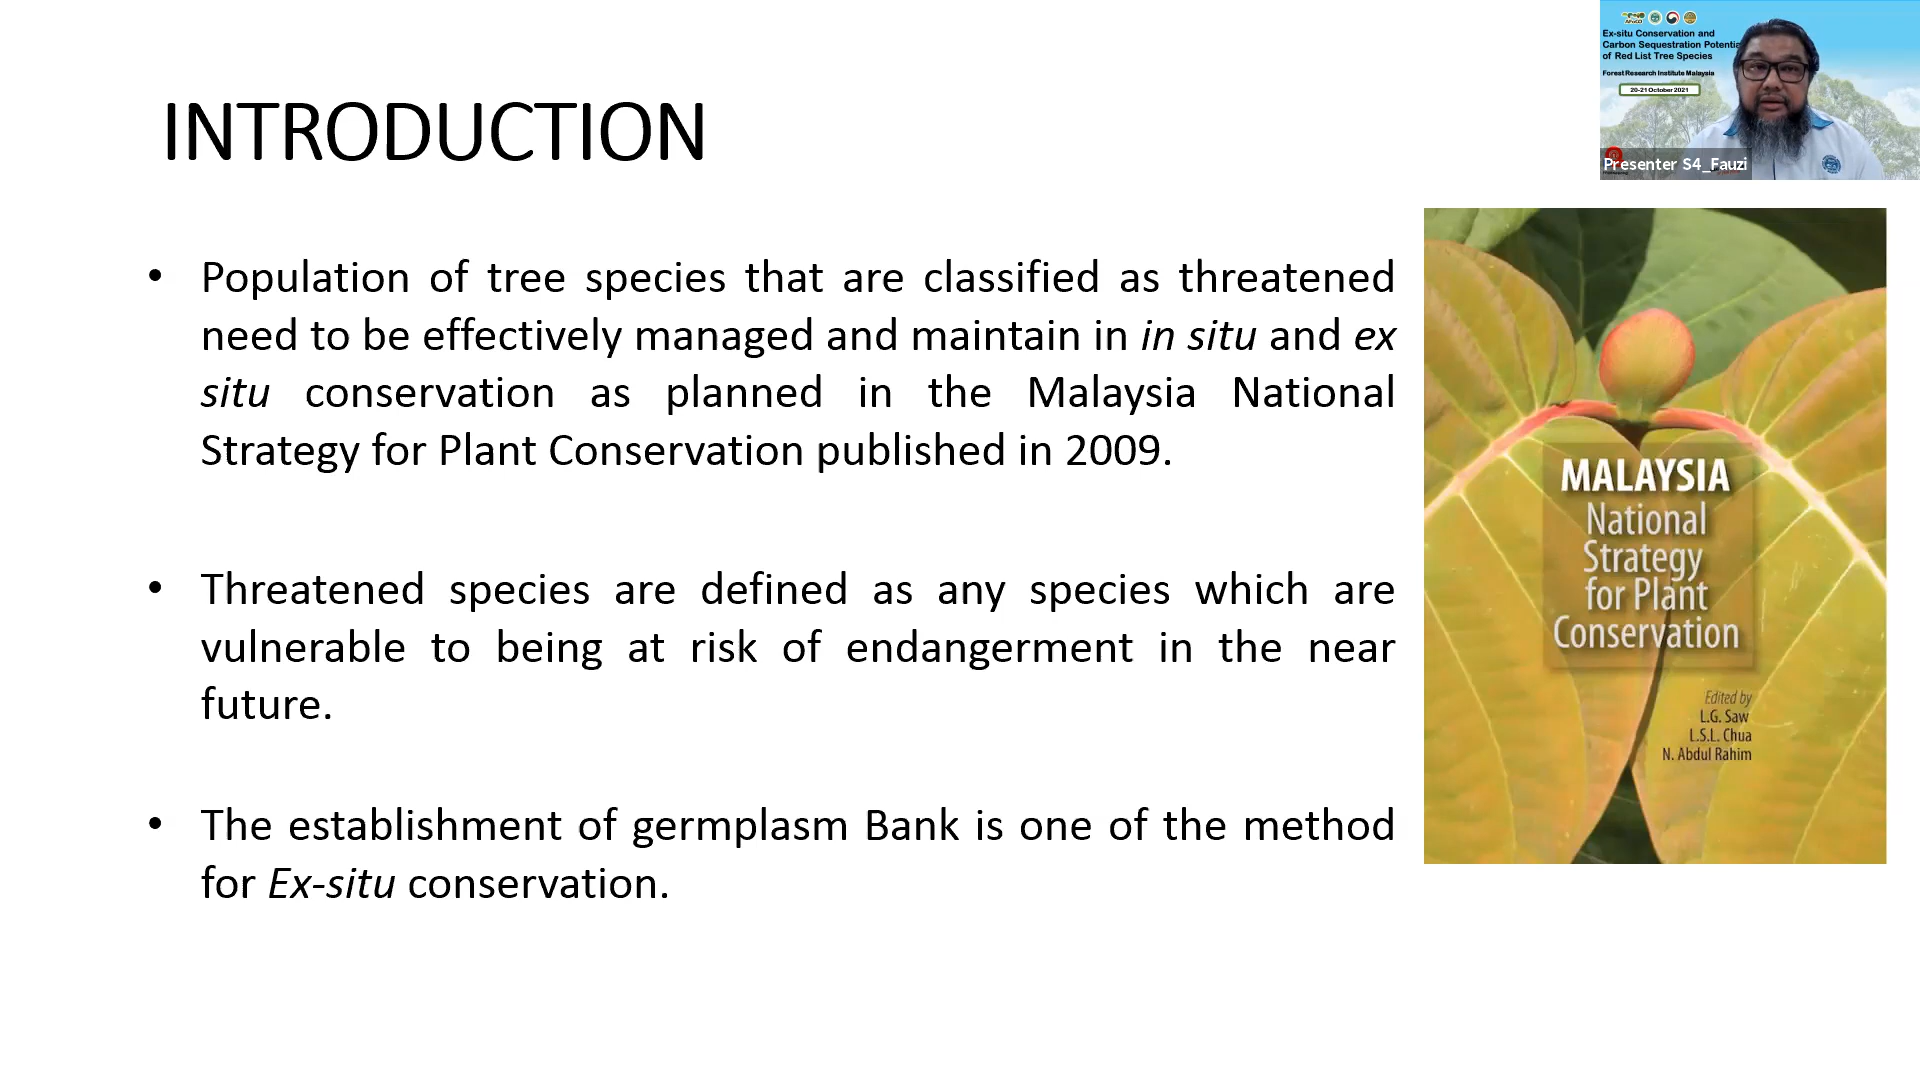 Ex-situ Conservation and
Carbon Sequestration Potentia
of Red List Tree Species
Forest Research Institute Malaysia
20-21 October 2021
Presenter S4_Fauzi
INTRODUCTION
• Population of tree species that are classified as threatened
need to be effectively managed and maintain in in situ and ex
situ conservation as planned in the Malaysia National
Strategy for Plant Conservation published in 2009.
• Threatened species are defined as any species which are
vulnerable to being at risk of endangerment in the near
future.
• The establishment of germplasm Bank is one of the method
for Ex-situ conservation.
MALAYSIA
National
Strategy
for Plant
Conservation
Edited by
L.G. Saw
L.S.L. Chua
N. Abdul Rahim